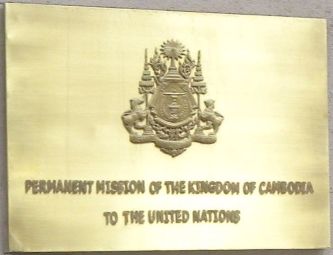 PERMANENT MISSION OF THE KINGDOM OF CAMBODIA
TO THE UNITED NATIONS